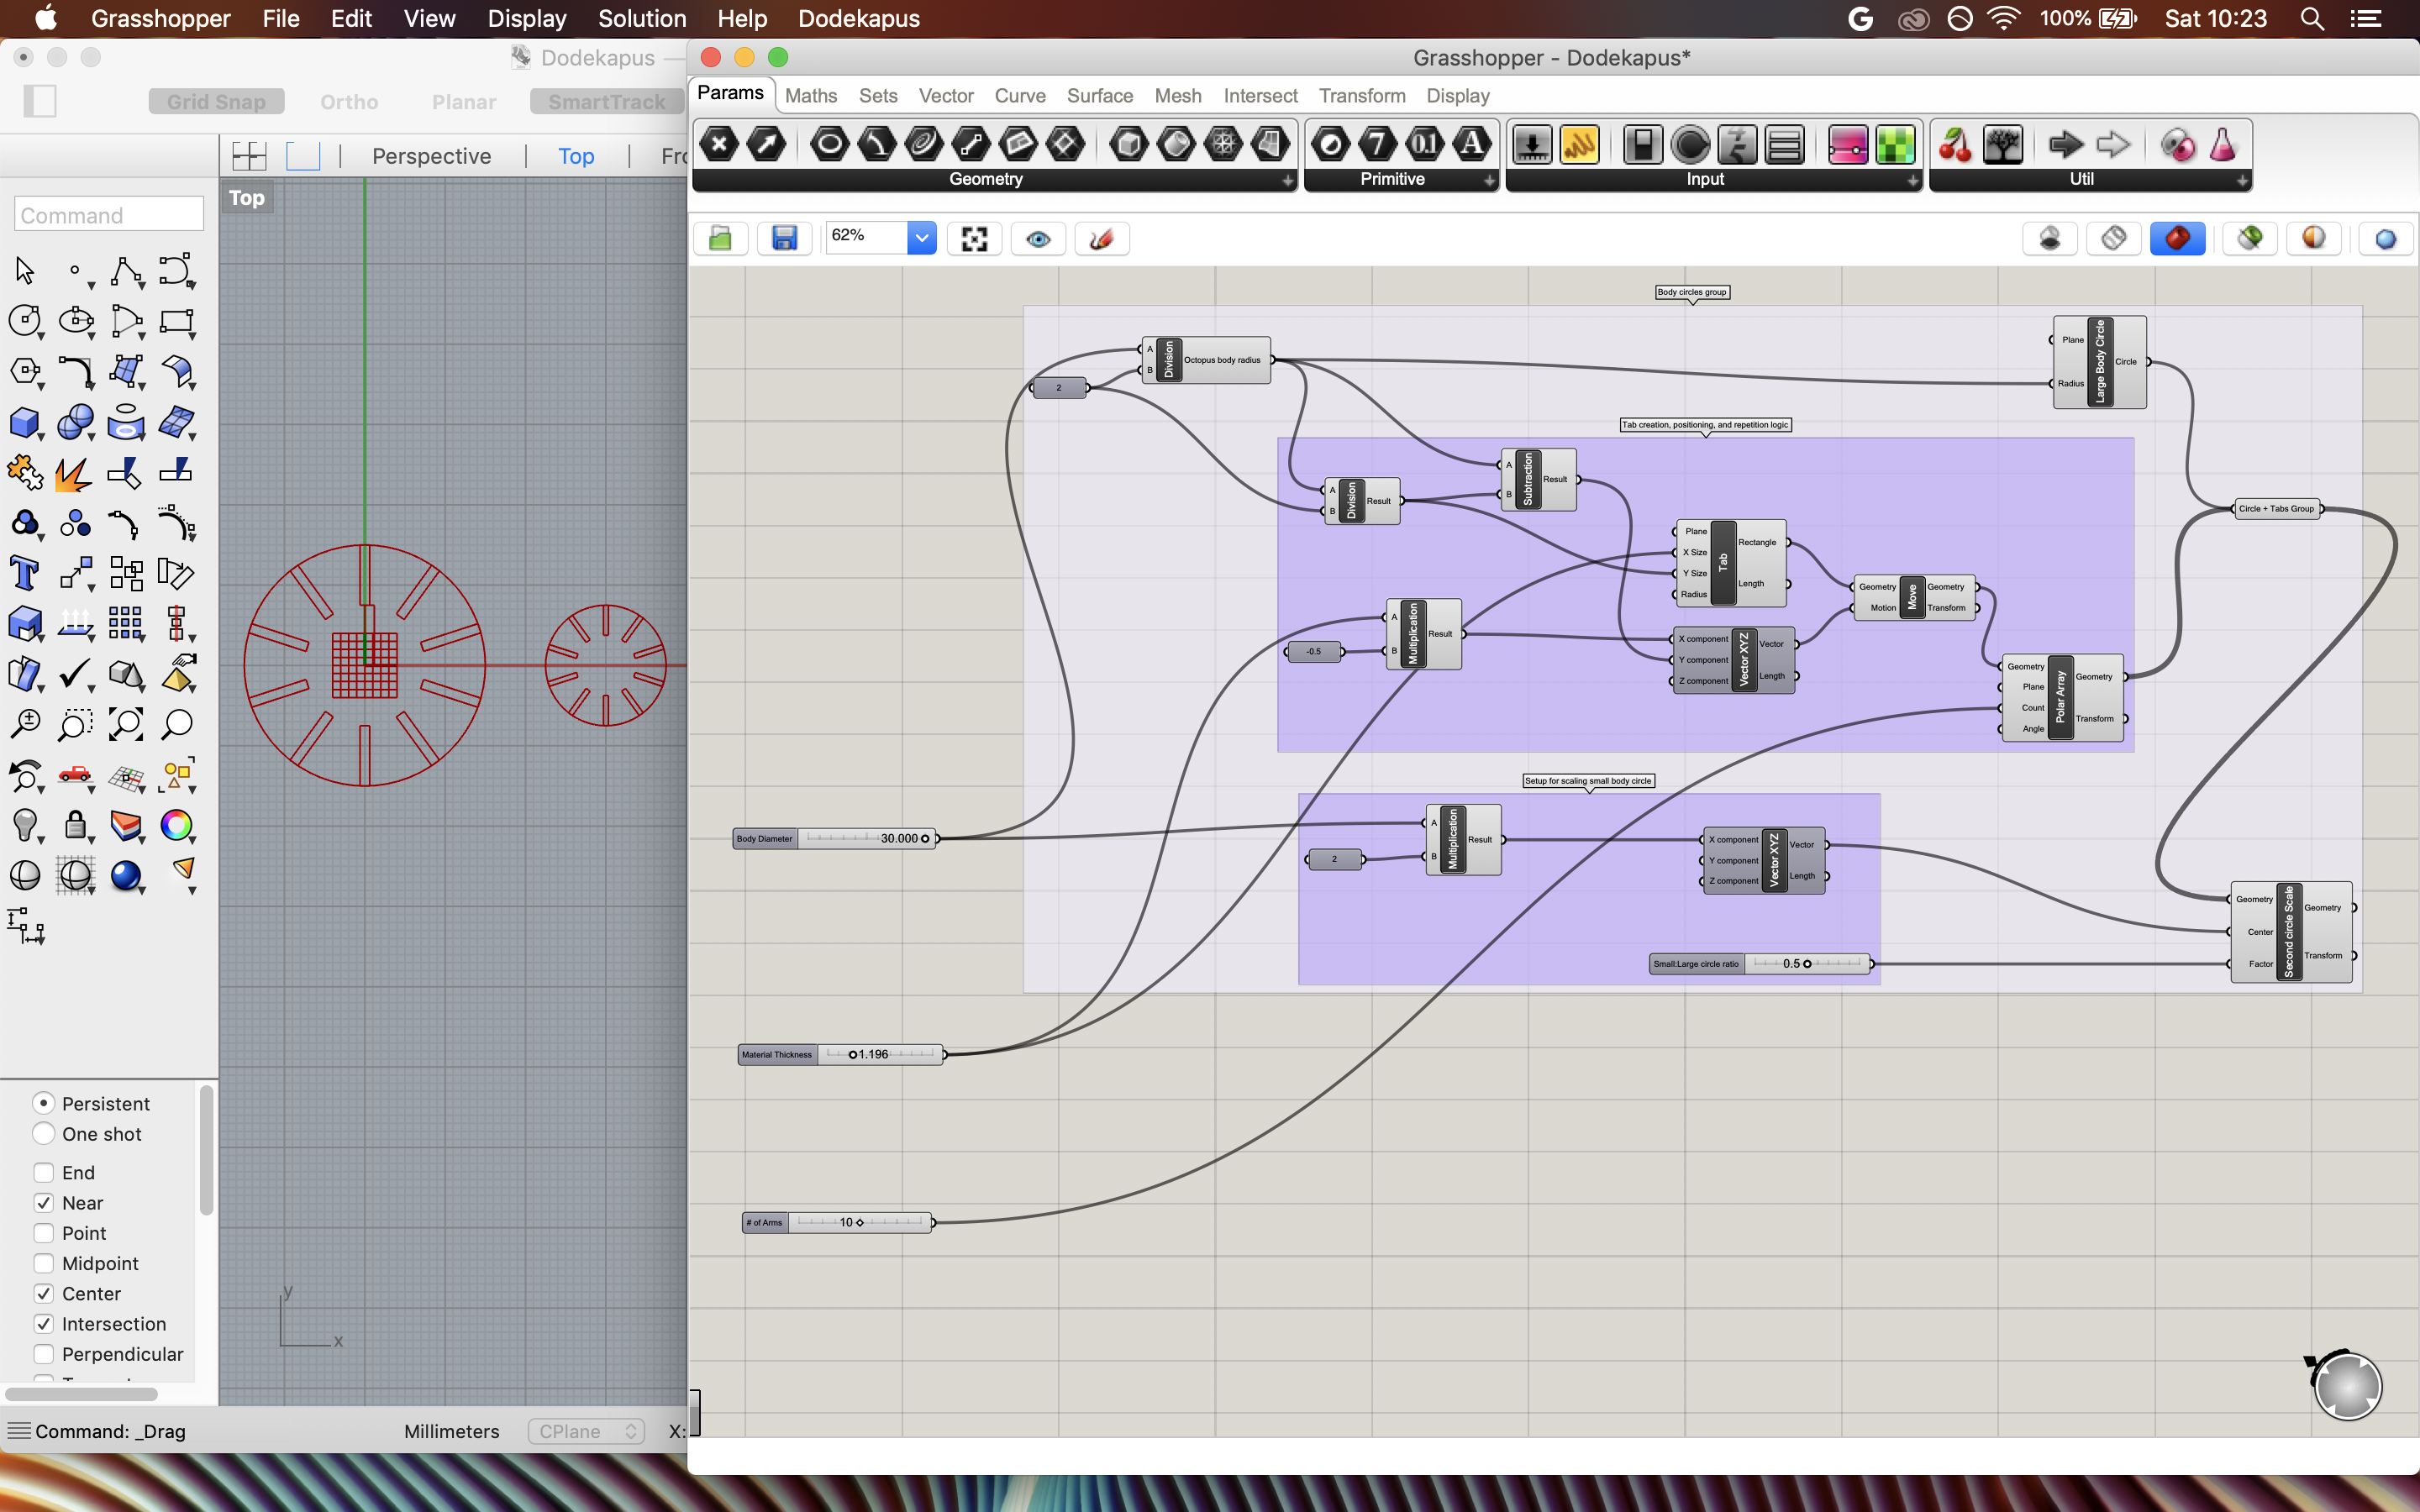 Grasshopper File Edit View Display Solution Help Dodekapus
100% Sat 10:23
Dodekapus —
Grid Snap Ortho Planar SmartTrack
Perspective Top Fro
Top
Command
Persistent
One shot
End
Near
Point
Midpoint
Center
Intersection
Perpendicular
y
x
Command: _Drag Millimeters CPlane X:
Grasshopper - Dodekapus*
Params Maths Sets Vector Curve Surface Mesh Intersect Transform Display
7 0.1 A
Geometry Primitive Input Util
62%
Body circles group
A
B
Division
Octopus body radius
2
Plane
Radius
Large Body Circle
Circle
Tab creation, positioning, and repetition logic
A
B
Division
Result
A
B
Subtraction
Result
Plane
X Size
Y Size
Radius
Tab
Rectangle
Length
Circle + Tabs Group
A
B
Multiplication
Result
-0.5
X component
Y component
Z component
Vector XYZ
Vector
Length
Geometry
Motion
Move
Geometry
Transform
Geometry
Plane
Count
Angle
Polar Array
Geometry
Transform
Setup for scaling small body circle
Body Diameter 30.000
A
B
Multiplication
Result
2
X component
Y component
Z component
Vector XYZ
Vector
Length
Small:Large circle ratio 0.5
Geometry
Center
Factor
Second circle Scale
Geometry
Transform
Material Thickness 1.196
# of Arms 10